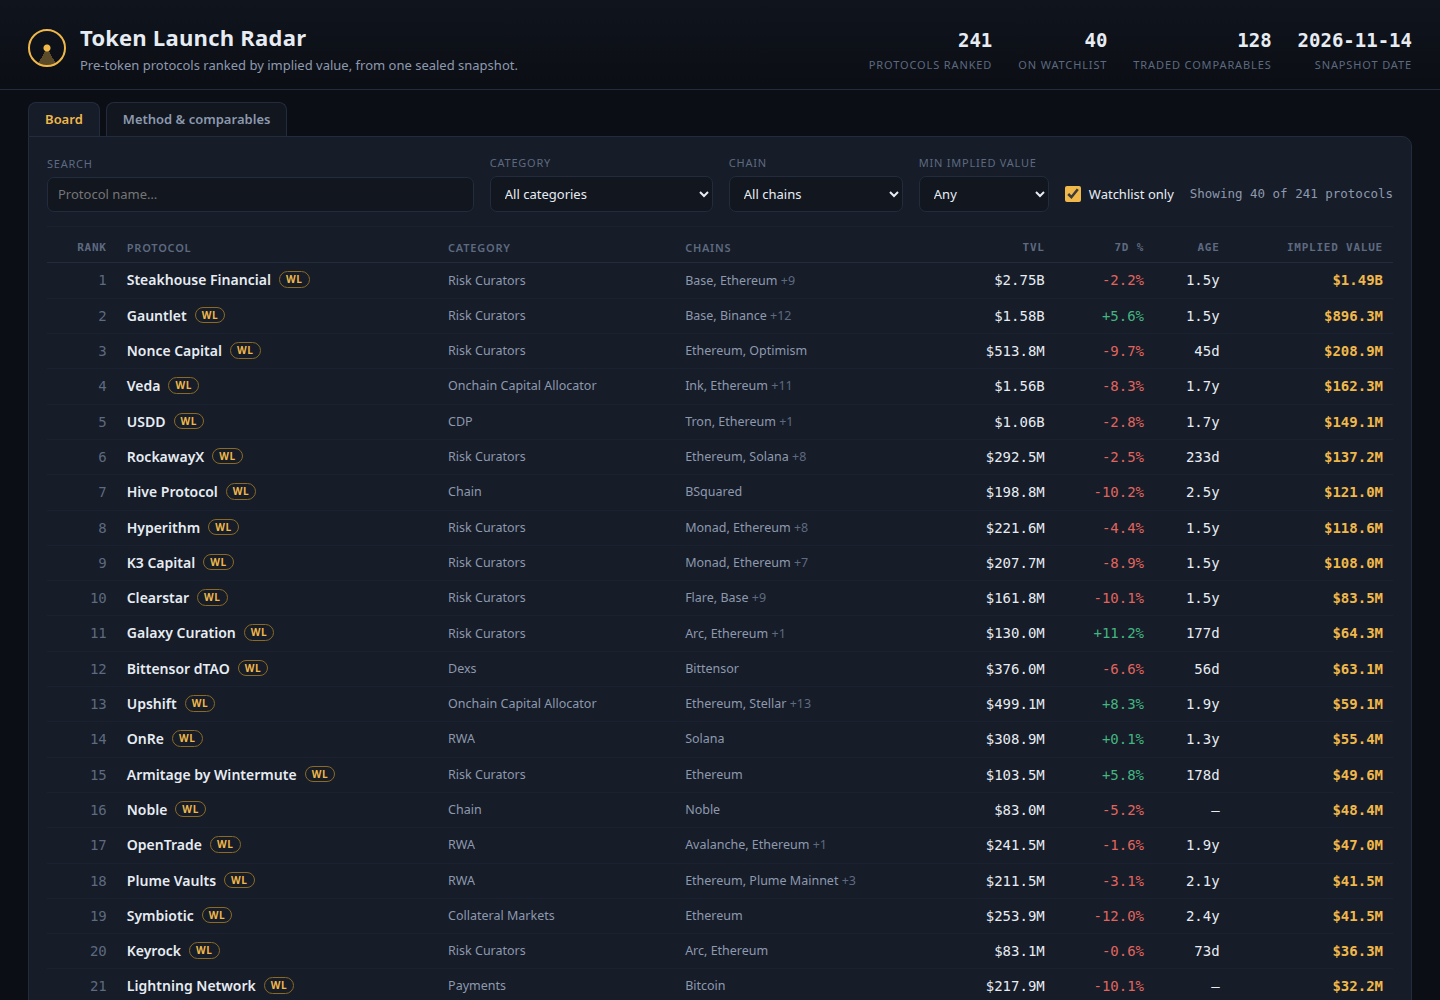 Token Launch Radar
Pre-token protocols ranked by implied value, from one sealed snapshot.
241 40 128 2026-11-14
PROTOCOLS RANKED ON WATCHLIST TRADED COMPARABLES SNAPSHOT DATE
Board Method & comparables
SEARCH CATEGORY CHAIN MIN IMPLIED VALUE
Protocol name... All categories All chains Any Watchlist only Showing 40 of 241 protocols
RANK PROTOCOL CATEGORY CHAINS TVL 7D % AGE IMPLIED VALUE
1 Steakhouse Financial WL Risk Curators Base, Ethereum +9 $2.75B -2.2% 1.5y $1.49B
2 Gauntlet WL Risk Curators Base, Binance +12 $1.58B +5.6% 1.5y $896.3M
3 Nonce Capital WL Risk Curators Ethereum, Optimism $513.8M -9.7% 45d $208.9M
4 Veda WL Onchain Capital Allocator Ink, Ethereum +11 $1.56B -8.3% 1.7y $162.3M
5 USDD WL CDP Tron, Ethereum +1 $1.06B -2.8% 1.7y $149.1M
6 RockawayX WL Risk Curators Ethereum, Solana +8 $292.5M -2.5% 233d $137.2M
7 Hive Protocol WL Chain BSquared $198.8M -10.2% 2.5y $121.0M
8 Hyperithm WL Risk Curators Monad, Ethereum +8 $221.6M -4.4% 1.5y $118.6M
9 K3 Capital WL Risk Curators Monad, Ethereum +7 $207.7M -8.9% 1.5y $108.0M
10 Clearstar WL Risk Curators Flare, Base +9 $161.8M -10.1% 1.5y $83.5M
11 Galaxy Curation WL Risk Curators Arc, Ethereum +1 $130.0M +11.2% 177d $64.3M
12 Bittensor dTAO WL Dexs Bittensor $376.0M -6.6% 56d $63.1M
13 Upshift WL Onchain Capital Allocator Ethereum, Stellar +13 $499.1M +8.3% 1.9y $59.1M
14 OnRe WL RWA Solana $308.9M +0.1% 1.3y $55.4M
15 Armitage by Wintermute WL Risk Curators Ethereum $103.5M +5.8% 178d $49.6M
16 Noble WL Chain Noble $83.0M -5.2% – $48.4M
17 OpenTrade WL RWA Avalanche, Ethereum +1 $241.5M -1.6% 1.9y $47.0M
18 Plume Vaults WL RWA Ethereum, Plume Mainnet +3 $211.5M -3.1% 2.1y $41.5M
19 Symbiotic WL Collateral Markets Ethereum $253.9M -12.0% 2.4y $41.5M
20 Keyrock WL Risk Curators Arc, Ethereum $83.1M -0.6% 73d $36.3M
21 Lightning Network WL Payments Bitcoin $217.9M -10.1% – $32.2M